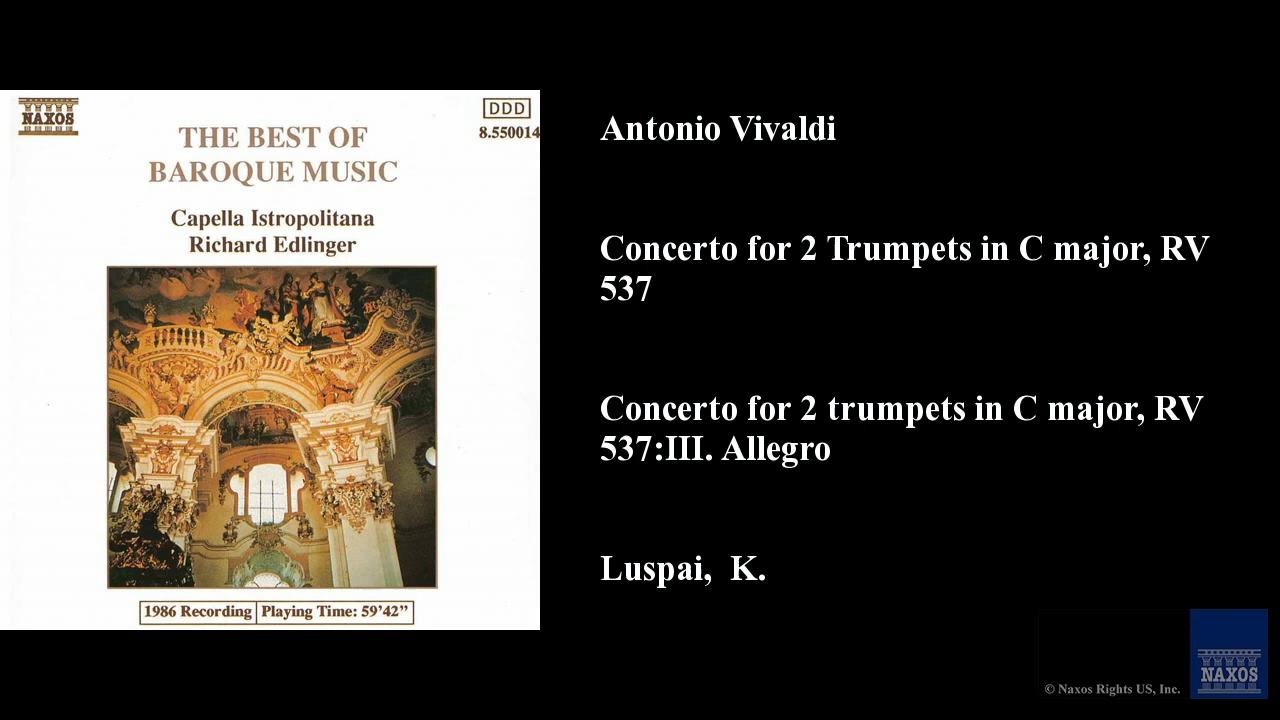 NAXOS
DDD
8.550014
THE BEST OF
BAROQUE MUSIC
Capella Istropolitana
Richard Edlinger
1986 Recording
Playing Time: 59'42”
Antonio Vivaldi
Concerto for 2 Trumpets in C major, RV
537
Concerto for 2 trumpets in C major, RV
537:III. Allegro
Luspai,  K.
© Naxos Rights US, Inc.
NAXOS